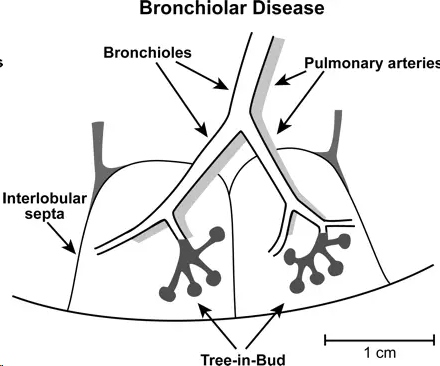 Bronchiolar Disease
Bronchioles
Pulmonary arteries
Interlobular
septa
Tree-in-Bud
1 cm